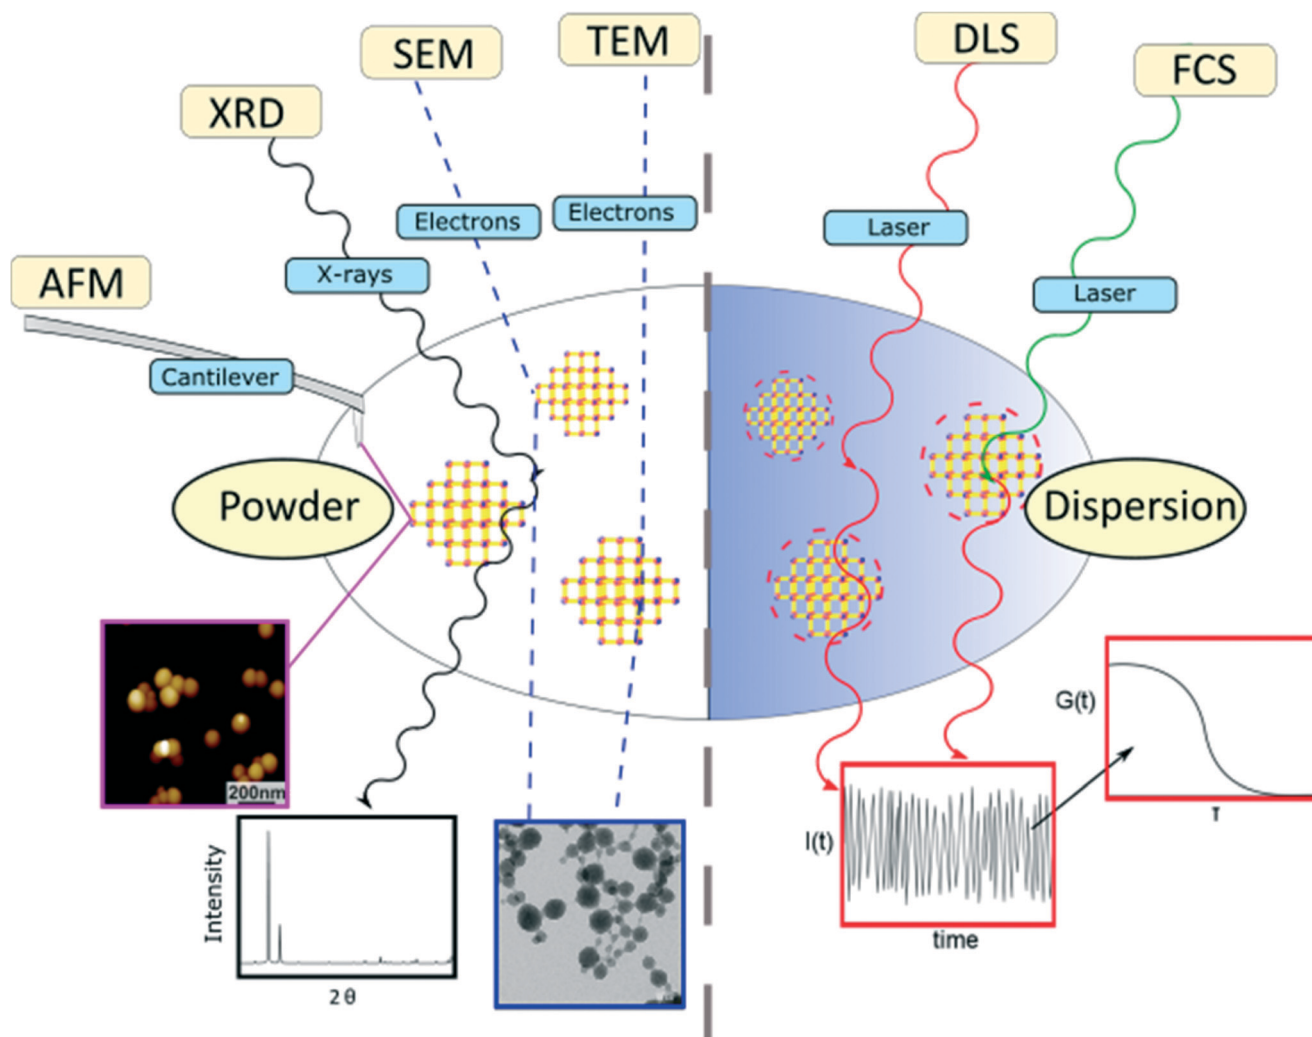 SEM
TEM
DLS
FCS
XRD
Electrons
Electrons
Laser
X-rays
Laser
AFM
Cantilever
Powder
Dispersion
G(t)
200nm
τ
Intensity
I(t)
time
2θ